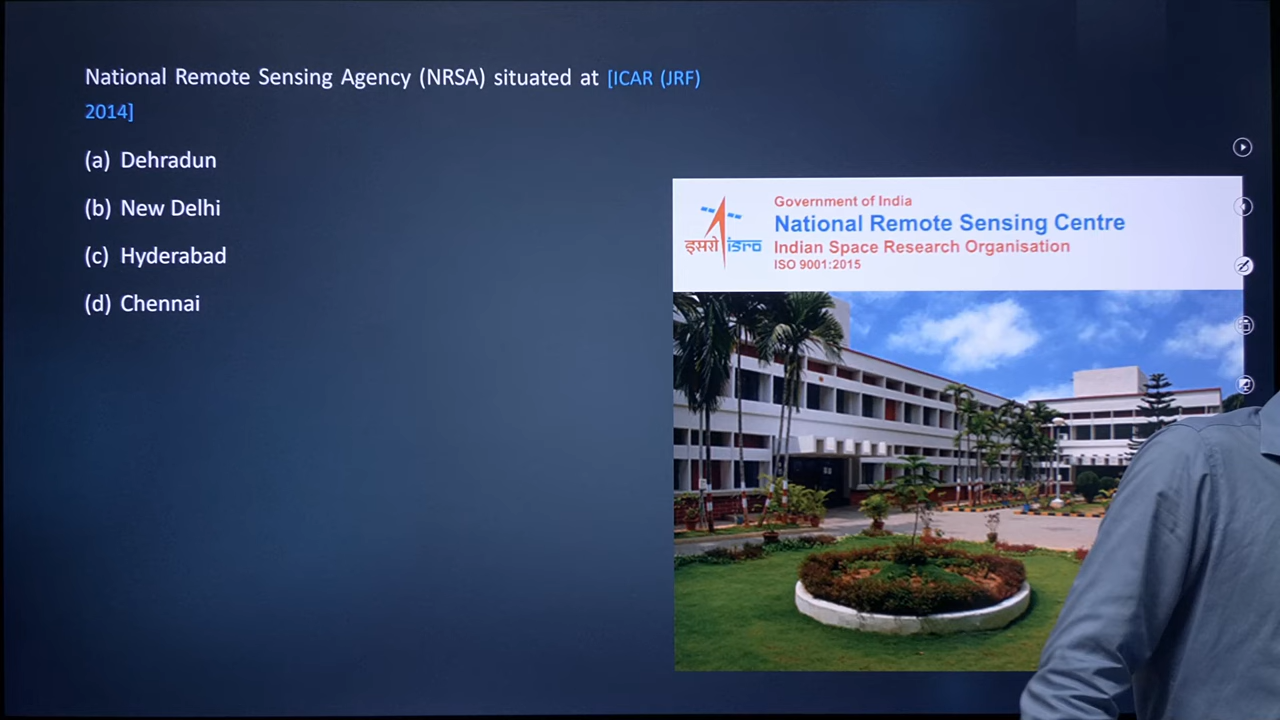 National Remote Sensing Agency (NRSA) situated at [ICAR (JRF)
2014]
(a) Dehradun
(b) New Delhi
(c) Hyderabad
(d) Chennai
Government of India
National Remote Sensing Centre
इसरो isro
Indian Space Research Organisation
ISO 9001:2015